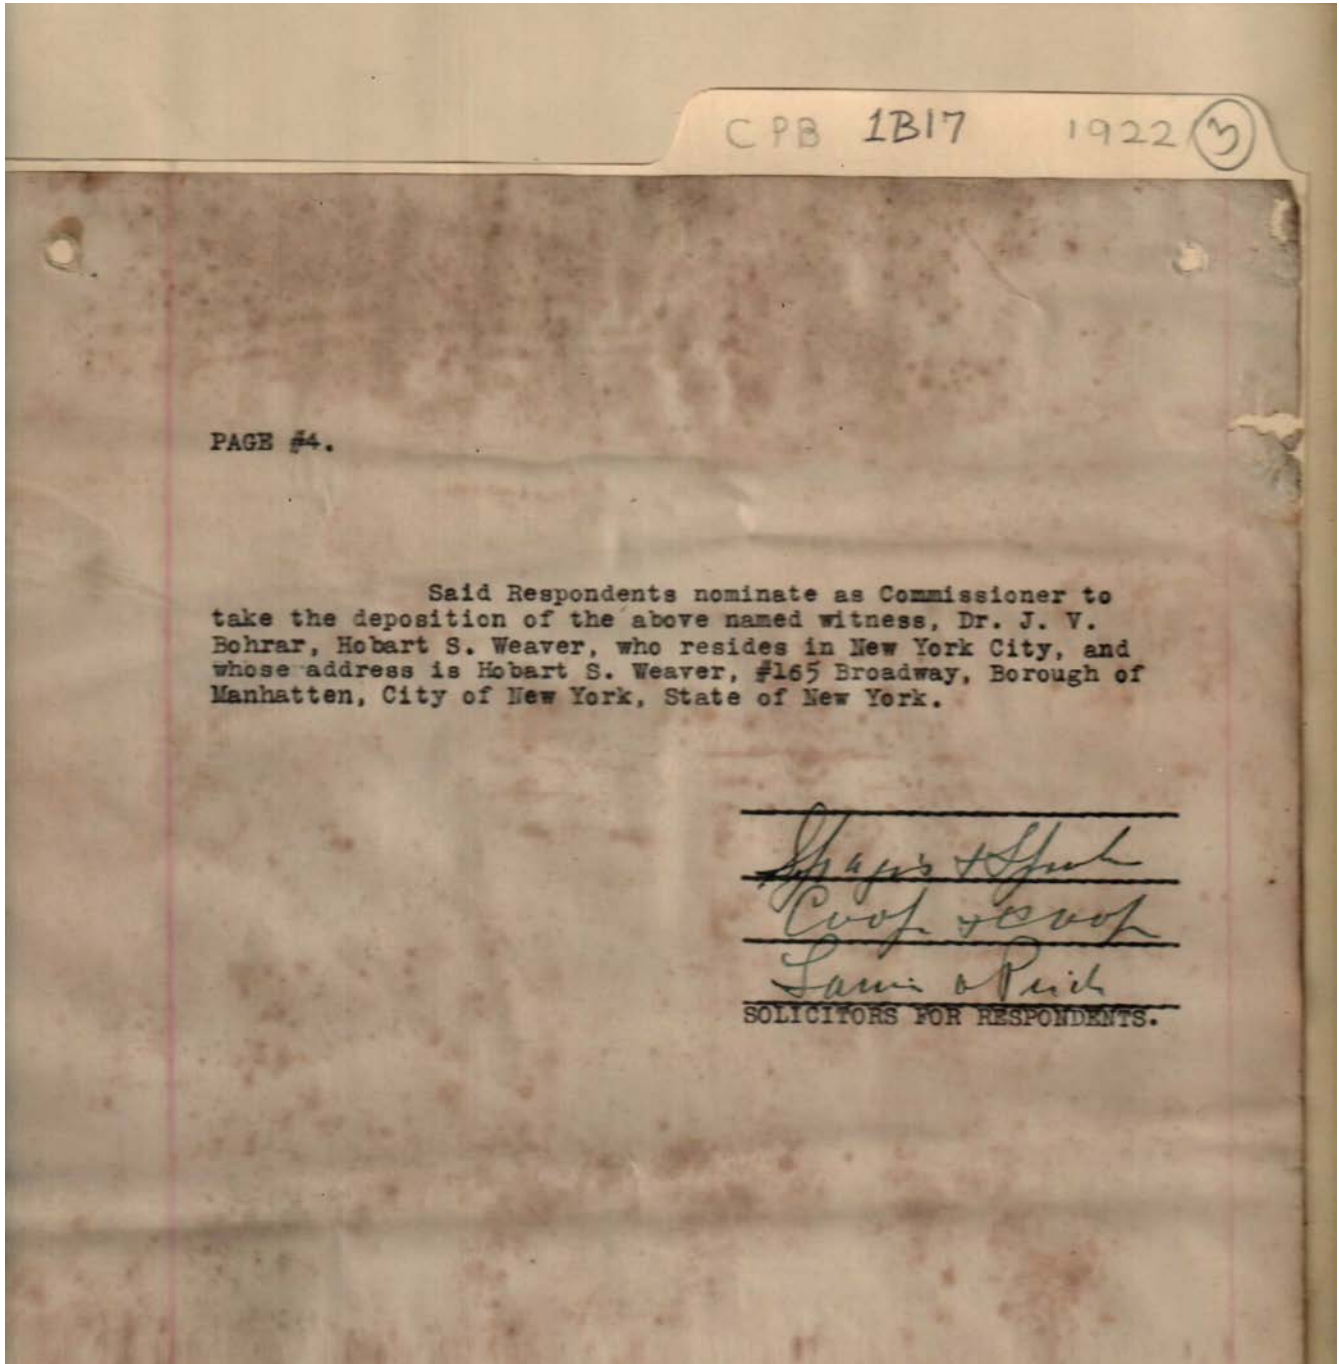 CPB 1B17 1922 3
PAGE #4.
Said Respondents nominate as Commissioner to
take the deposition of the above named witness, Dr. J. V.
Bohrar, Hobart S. Weaver, who resides in New York City, and
whose address is Hobart S. Weaver, #165 Broadway, Borough of
Manhatten, City of New York, State of New York.
Coop & Coop
SOLICITORS FOR RESPONDENTS.